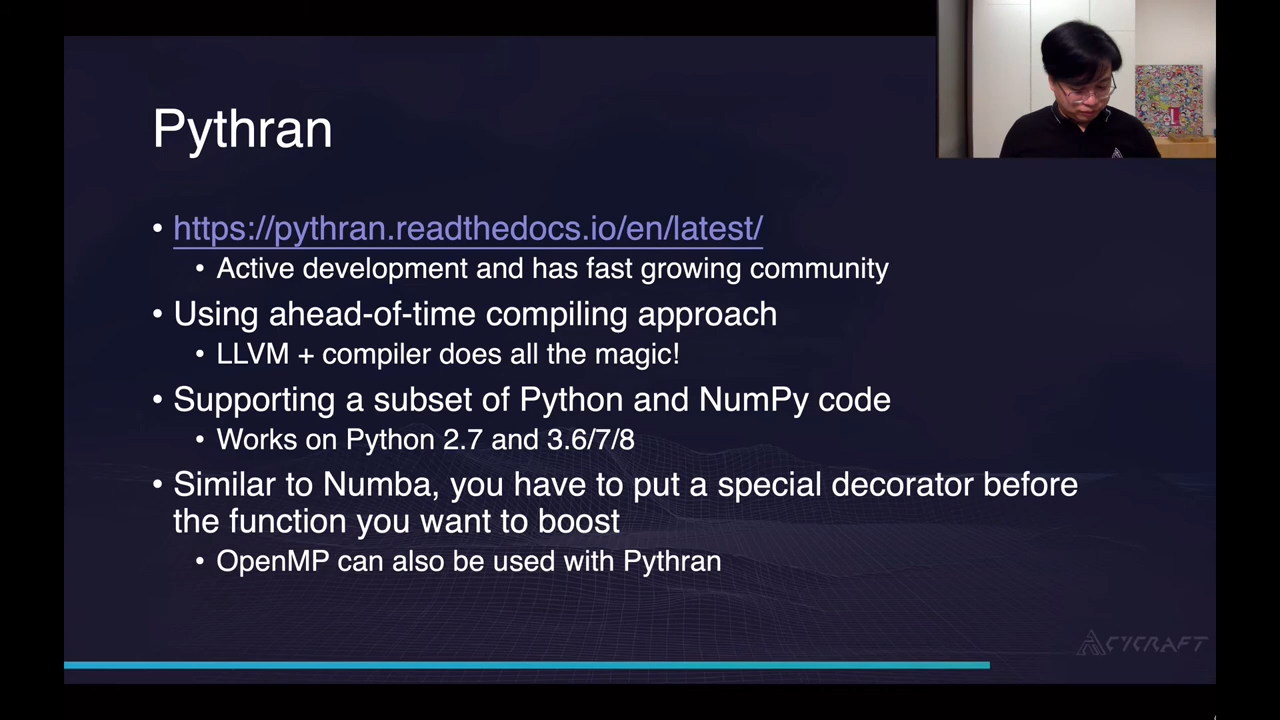 Pythran
• https://pythran.readthedocs.io/en/latest/
• Active development and has fast growing community
• Using ahead-of-time compiling approach
• LLVM + compiler does all the magic!
• Supporting a subset of Python and NumPy code
• Works on Python 2.7 and 3.6/7/8
• Similar to Numba, you have to put a special decorator before
the function you want to boost
• OpenMP can also be used with Pythran
CYCRAFT